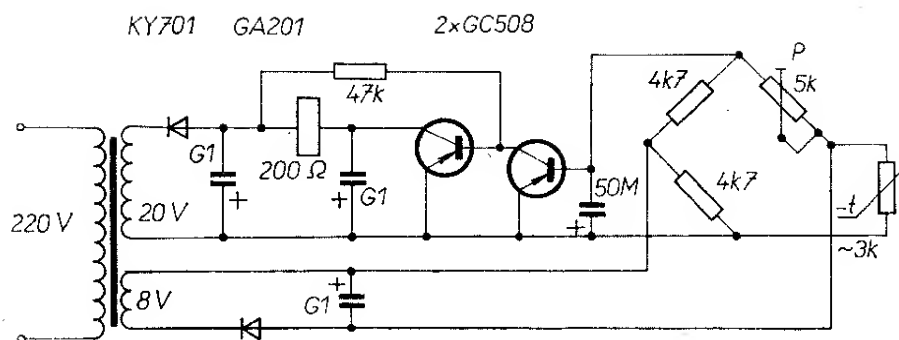 KY701 GA201 2×GC508
P
5k
4k7
47k
G1
200 Ω
G1
50M
4k7
+
+
+
-t
220 V
20 V
~3k
+
8 V
G1